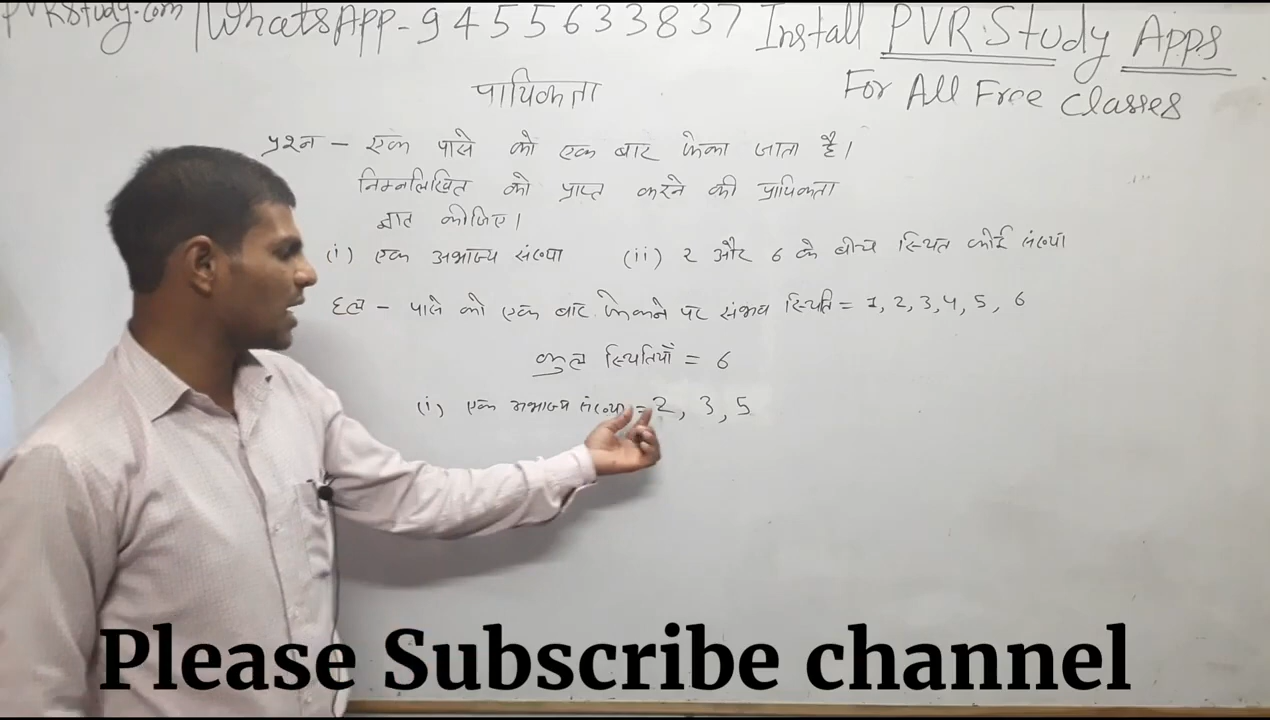 PVRStudy.com | WhatsApp-9455633837 Install PVR Study Apps
For All Free Classes
प्रायिकता
प्रश्न - एक पासे को एक बार फेंका जाता है।
निम्नलिखित को प्राप्त करने की प्रायिकता
ज्ञात कीजिए।
(i) एक अभाज्य संख्या (ii) 2 और 6 के बीच स्थित कोई संख्या
हल - पासे को एक बार फेंकने पर संभव स्थिति = 1, 2, 3, 4, 5, 6
कुल स्थितियाँ = 6
(i) एक अभाज्य संख्या = 2, 3, 5
Please Subscribe channel